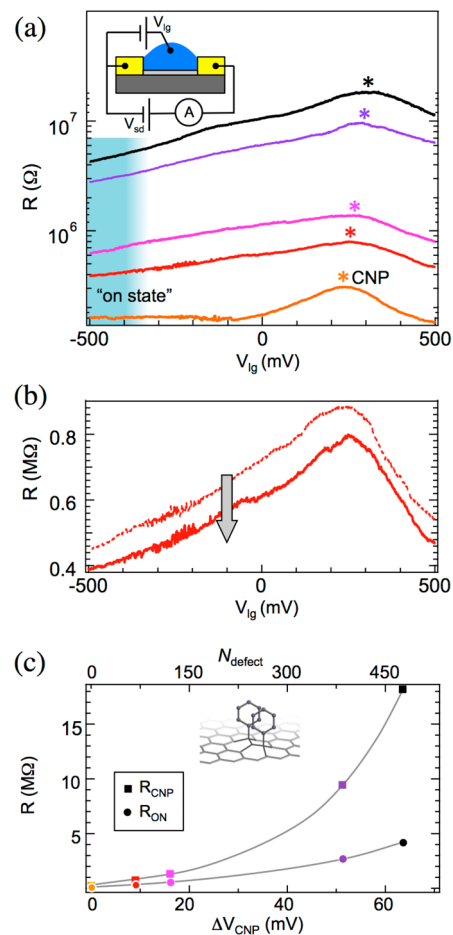 (a)
V_lg
V_sd
A
R (Ω)
10^7
10^6
*
*
*
*
* CNP
"on state"
-500
0
500
V_lg (mV)
(b)
R (MΩ)
0.8
0.6
0.4
-500
0
500
V_lg (mV)
(c)
N_defect
0
150
300
450
R (MΩ)
15
10
5
R_CNP
R_ON
0
20
40
60
ΔV_CNP (mV)